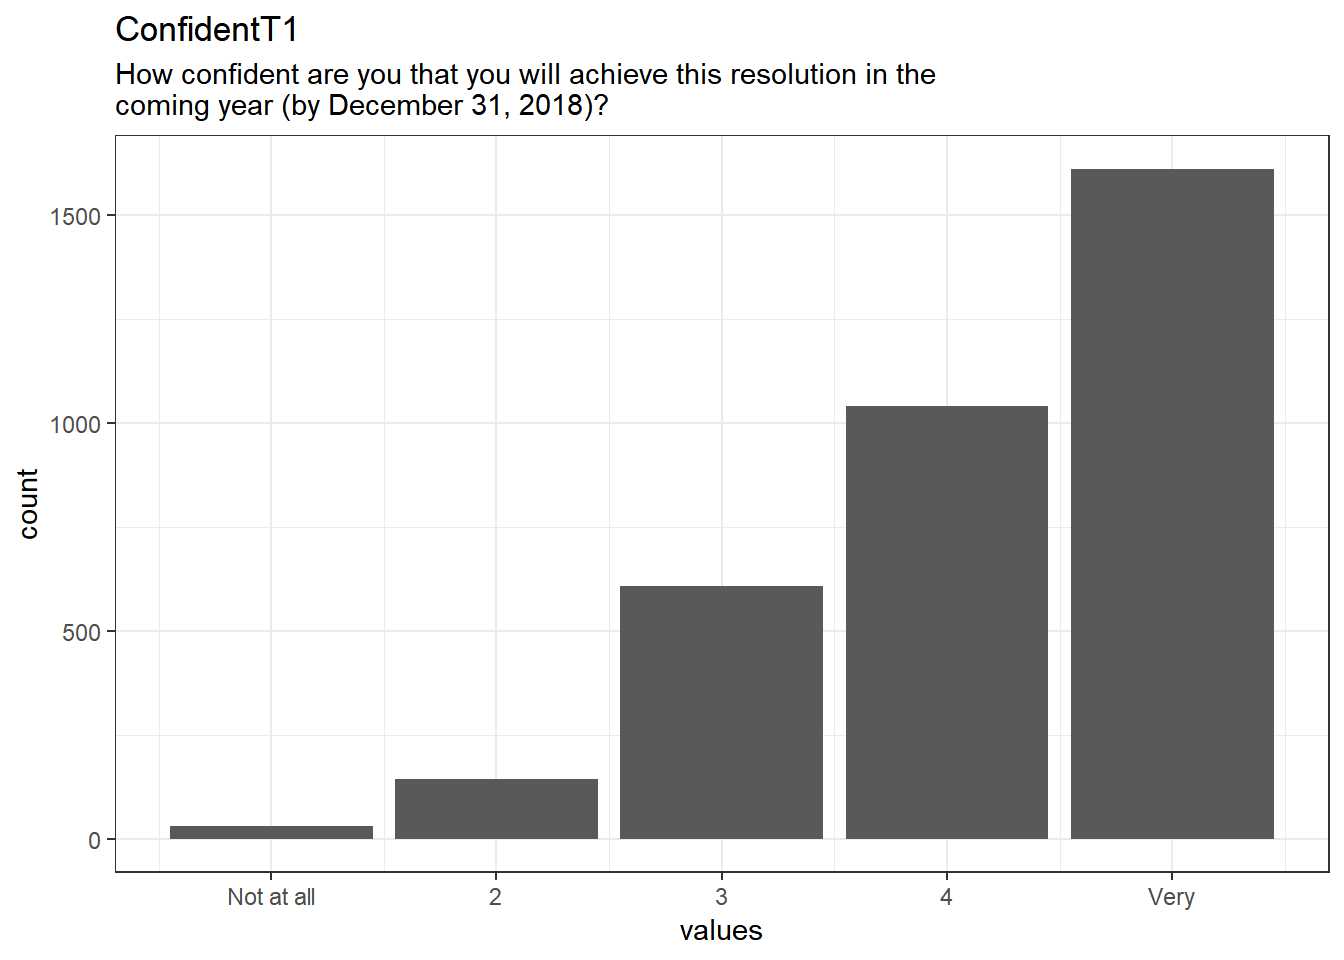 ConfidentT1
How confident are you that you will achieve this resolution in the
coming year (by December 31, 2018)?
1500
1000
500
0
count
Not at all 2 3 4 Very
values